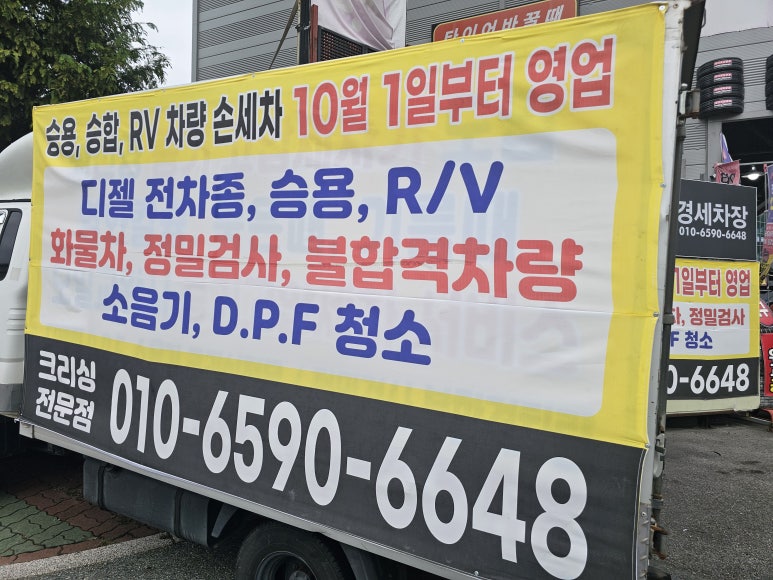 타이어바꿀때
승용, 승합, RV 차량 손세차 10월 1일부터 영업
디젤 전차종, 승용, R/V
화물차, 정밀검사, 불합격차량
소음기, D.P.F 청소
크리싱
전문점
010-6590-6648
경세차장
010-6590-6648
1일부터 영업
차, 정밀검사
F 청소
0-6648